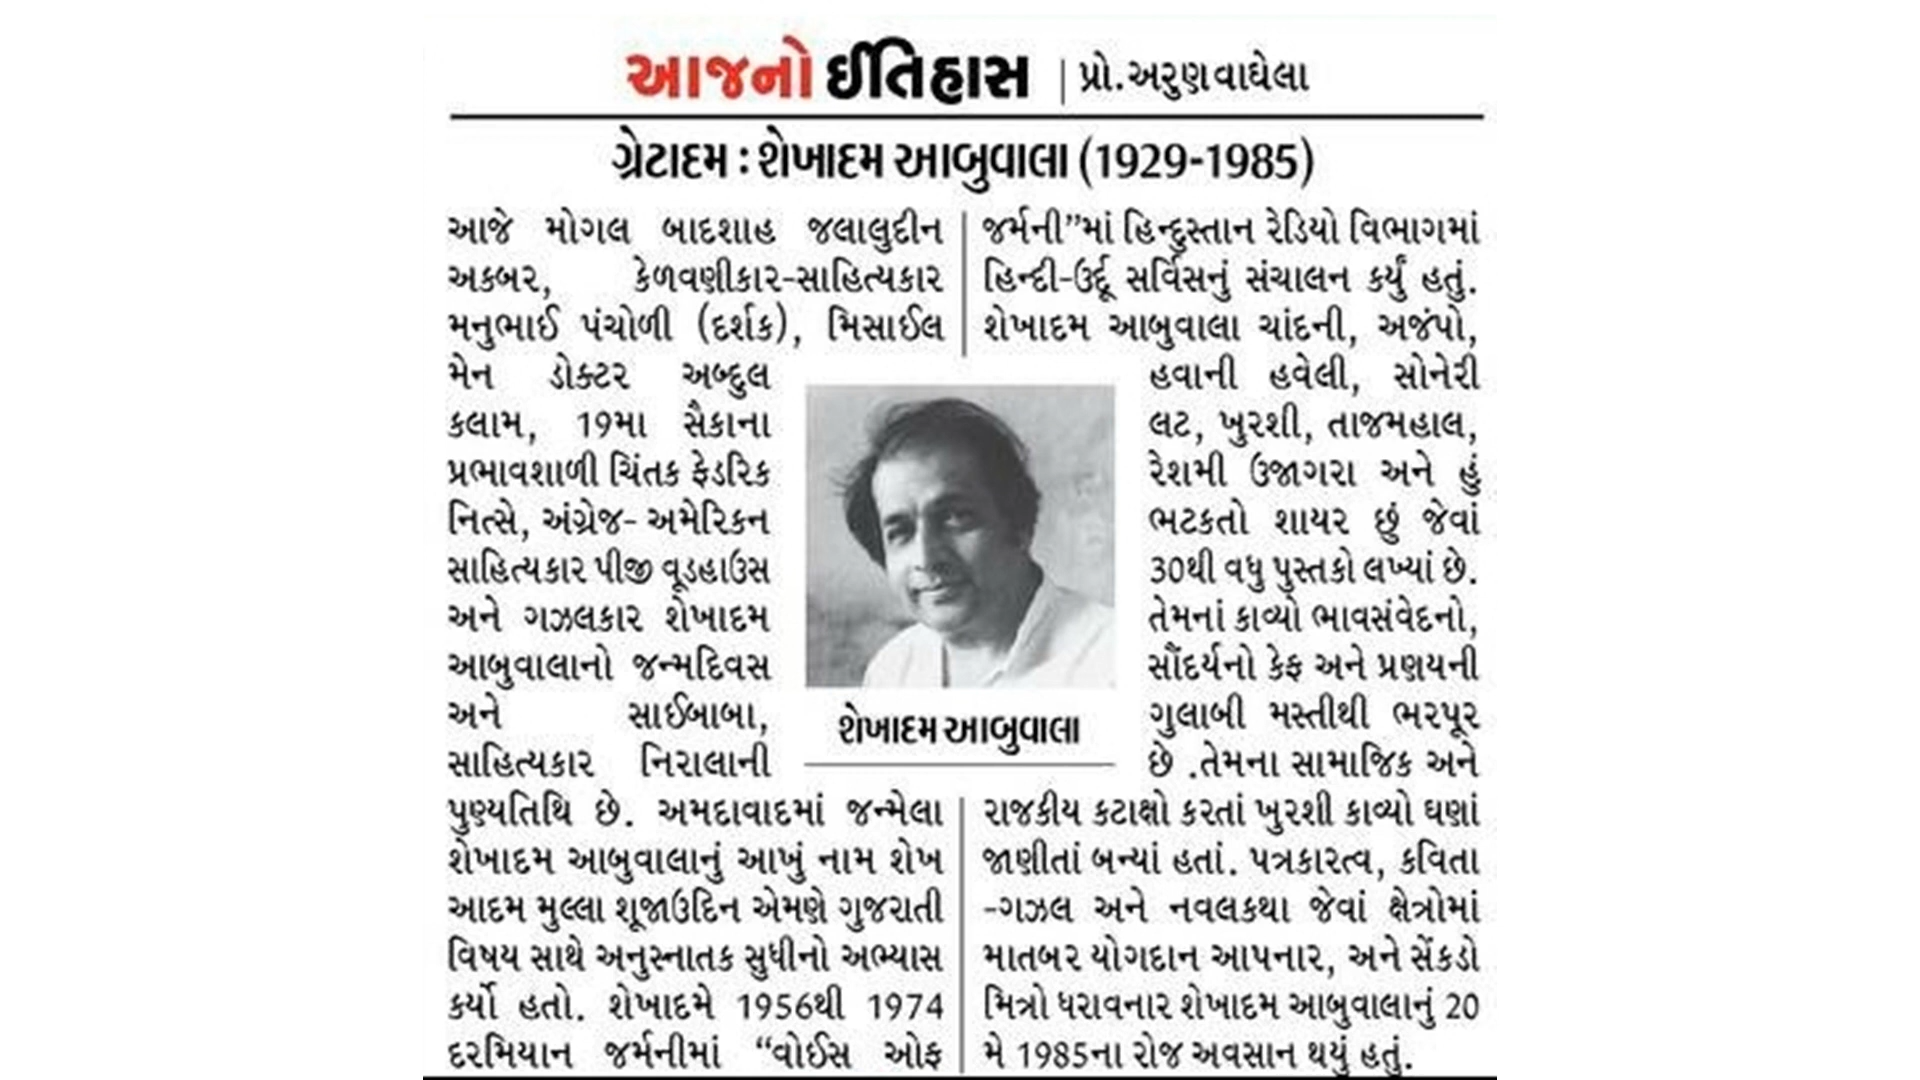 આજનો ઈતિહાસ | પ્રો.અરુણ વાઘેલા
ગ્રેટાદમ : શેખાદમ આબુવાલા (1929-1985)
આજે મોગલ બાદશાહ જલાલુદીન
અકબર, કેળવણીકાર-સાહિત્યકાર
મનુભાઈ પંચોળી (દર્શક), મિસાઈલ
મેન ડોક્ટર અબ્દુલ
કલામ, 19મા સૈકાના
પ્રભાવશાળી ચિંતક ફેડરિક
નિત્સે, અંગ્રેજ- અમેરિકન
સાહિત્યકાર પીજી વૂડહાઉસ
અને ગઝલકાર શેખાદમ
આબુવાલાનો જન્મદિવસ
અને સાઈબાબા,
સાહિત્યકાર નિરાલાની
પુણ્યતિથિ છે. અમદાવાદમાં જન્મેલા
શેખાદમ આબુવાલાનું આખું નામ શેખ
આદમ મુલ્લા શૂજાઉદિન એમણે ગુજરાતી
વિષય સાથે અનુસ્નાતક સુધીનો અભ્યાસ
કર્યો હતો. શેખાદમે 1956થી 1974
દરમિયાન જર્મનીમાં “વોઈસ ઓફ
જર્મની”માં હિન્દુસ્તાન રેડિયો વિભાગમાં
હિન્દી-ઉર્દૂ સર્વિસનું સંચાલન કર્યું હતું.
શેખાદમ આબુવાલા ચાંદની, અજંપો,
હવાની હવેલી, સોનેરી
લટ, ખુરશી, તાજમહાલ,
રેશમી ઉજાગરા અને હું
ભટકતો શાયર છું જેવાં
30થી વધુ પુસ્તકો લખ્યાં છે.
તેમનાં કાવ્યો ભાવસંવેદનો,
સૌંદર્યનો કેફ અને પ્રણયની
ગુલાબી મસ્તીથી ભરપૂર
છે .તેમના સામાજિક અને
રાજકીય કટાક્ષો કરતાં ખુરશી કાવ્યો ઘણાં
જાણીતાં બન્યાં હતાં. પત્રકારત્વ, કવિતા
-ગઝલ અને નવલકથા જેવાં ક્ષેત્રોમાં
માતબર યોગદાન આપનાર, અને સેંકડો
મિત્રો ધરાવનાર શેખાદમ આબુવાલાનું 20
મે 1985ના રોજ અવસાન થયું હતું.
શેખાદમ આબુવાલા